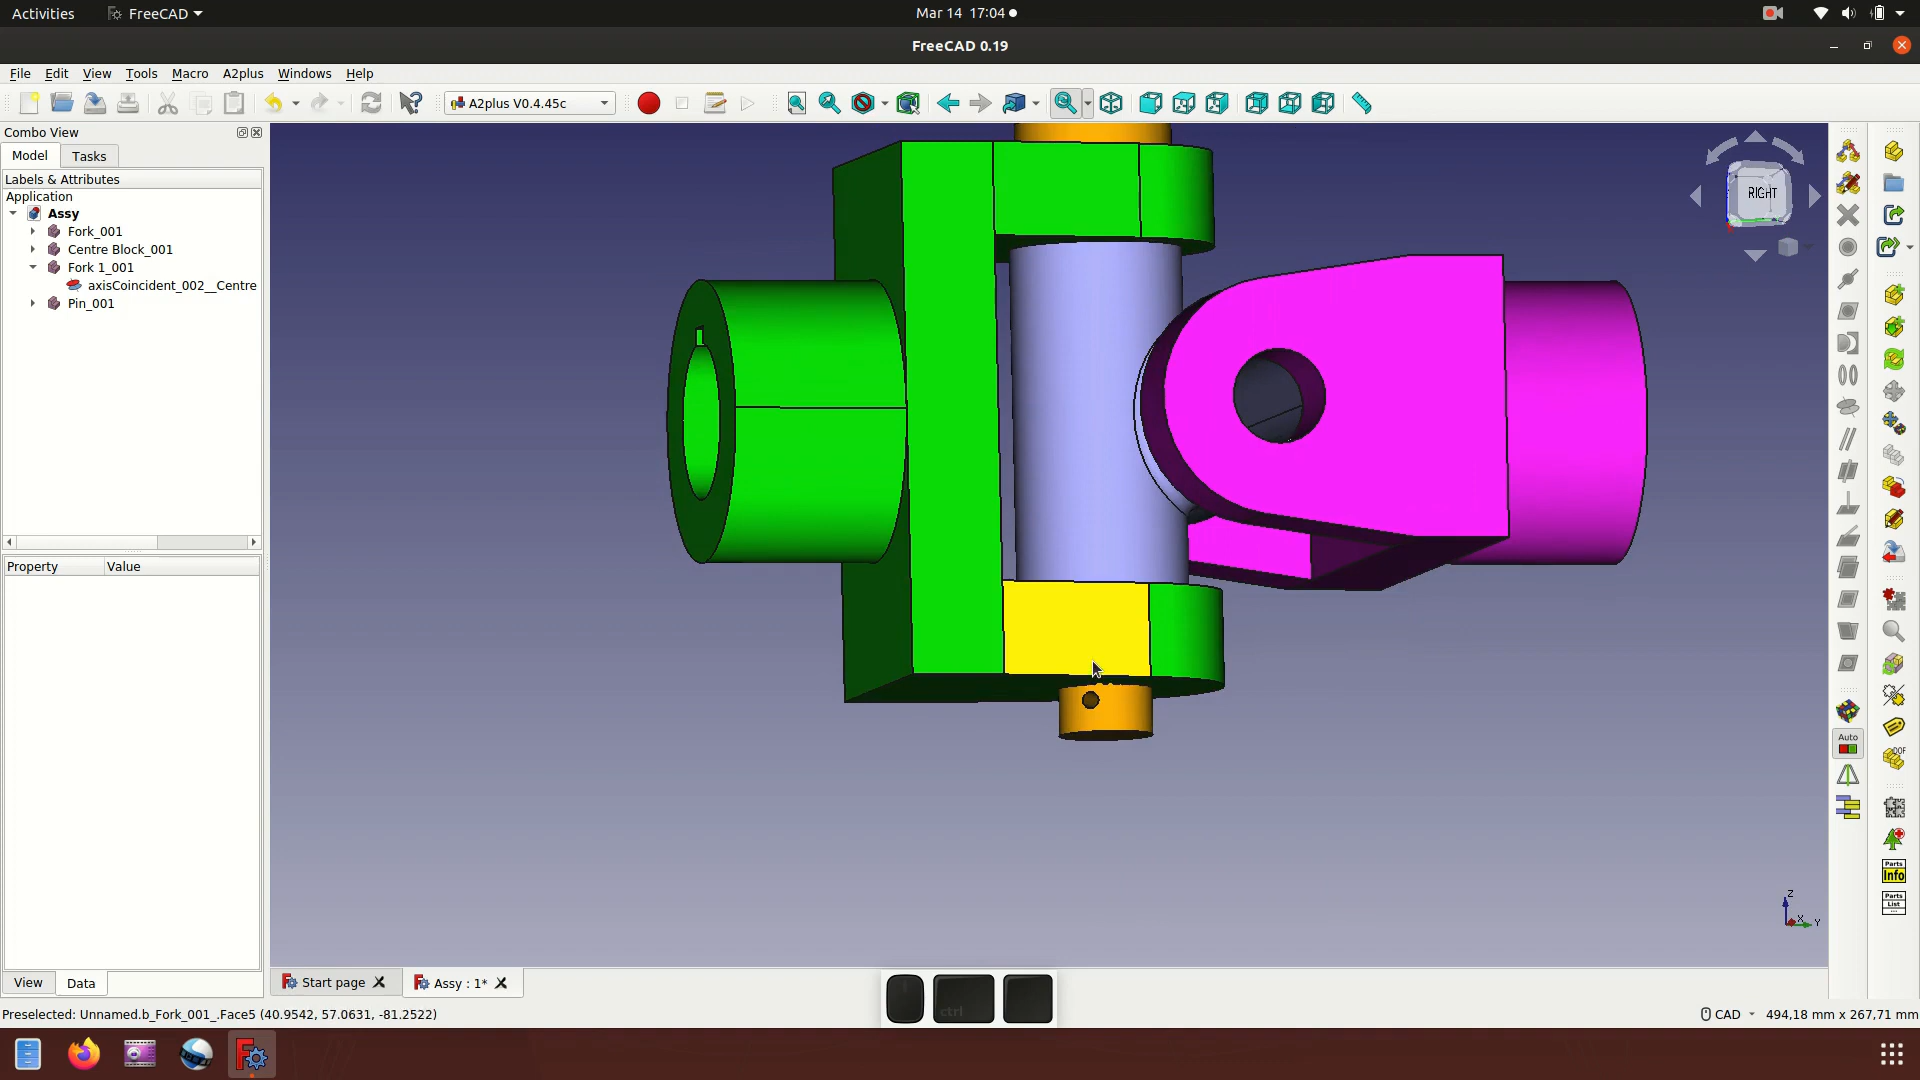 Activities
FreeCAD
Mar 14 17:04
FreeCAD 0.19
File Edit View Tools Macro A2plus Windows Help
A2plus V0.4.45c
Combo View
Model Tasks
Labels & Attributes
Application
Assy
Fork_001
Centre Block_001
Fork 1_001
axisCoincident_002__Centre
Pin_001
Property Value
RIGHT
Auto
DOF
Parts
Info
Parts
List
Z
X
Y
View Data
Start page
Assy : 1*
ctrl
Preselected: Unnamed.b_Fork_001_.Face5 (40.9542, 57.0631, -81.2522)
CAD
494,18 mm x 267,71 mm